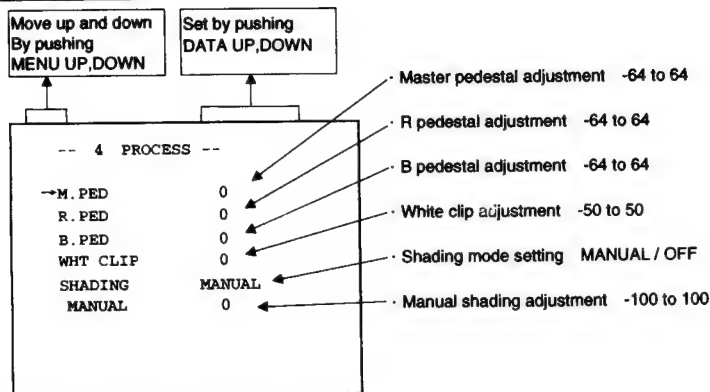 Move up and down
By pushing
MENU UP,DOWN
Set by pushing
DATA UP,DOWN
-- 4 PROCESS --
→M.PED 0
R.PED 0
B.PED 0
WHT CLIP 0
SHADING MANUAL
MANUAL 0
· Master pedestal adjustment -64 to 64
· R pedestal adjustment -64 to 64
· B pedestal adjustment -64 to 64
· White clip adjustment -50 to 50
· Shading mode setting MANUAL / OFF
· Manual shading adjustment -100 to 100